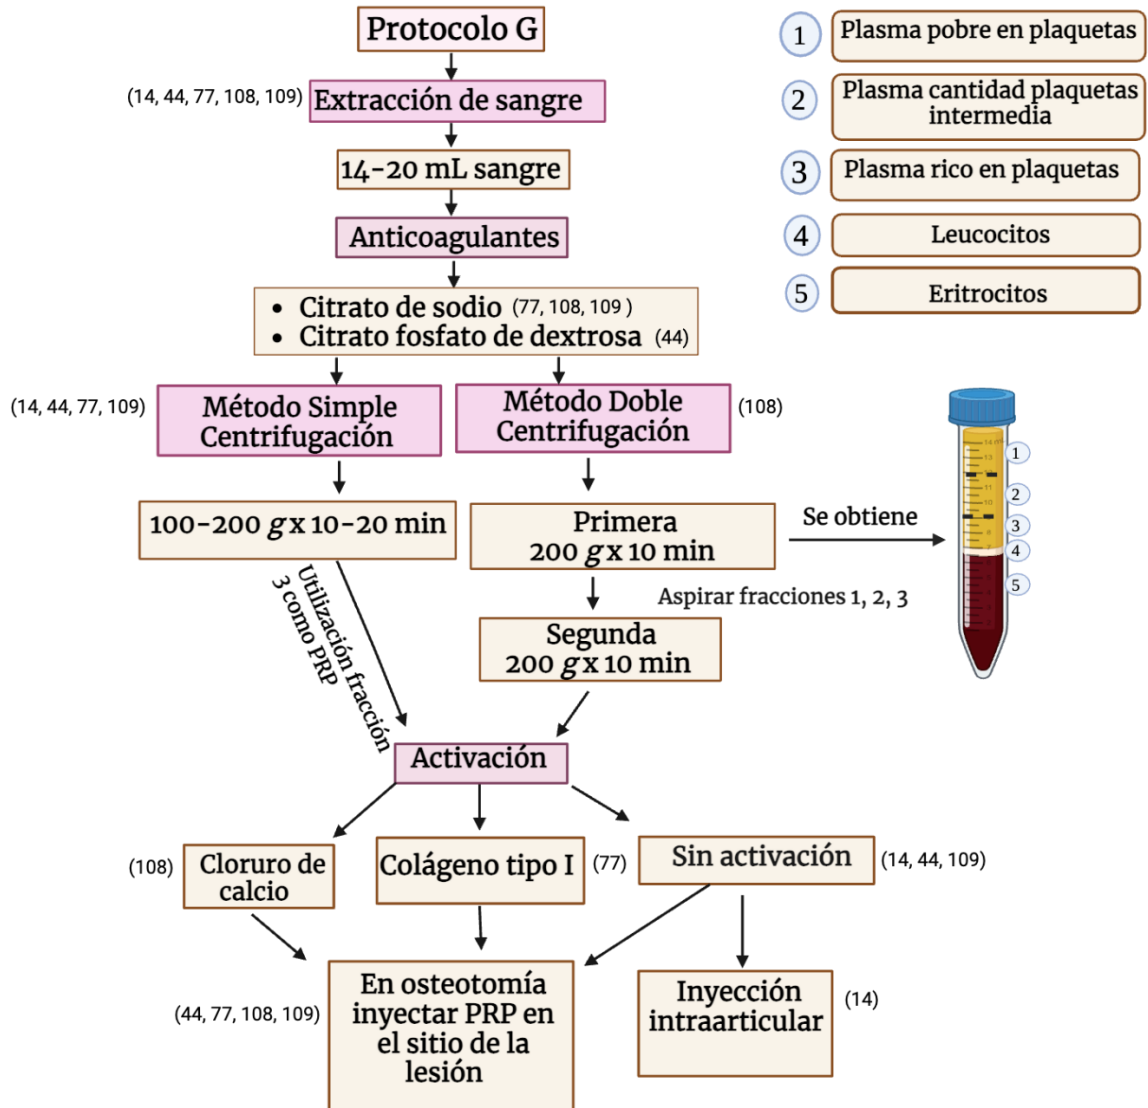 Protocolo G
(14, 44, 77, 108, 109)
Extracción de sangre
14-20 mL sangre
Anticoagulantes
• Citrato de sodio (77, 108, 109 )
• Citrato fosfato de dextrosa (44)
(14, 44, 77, 109)
Método Simple
Centrifugación
Método Doble
Centrifugación
(108)
100-200 g x 10-20 min
Primera
200 g x 10 min
Se obtiene
Utilización fracción
3 como PRP
Aspirar fracciones 1, 2, 3
Segunda
200 g x 10 min
Activación
(108)
Cloruro de
calcio
Colágeno tipo I
(77)
Sin activación
(14, 44, 109)
(44, 77, 108, 109)
En osteotomía
inyectar PRP en
el sitio de la
lesión
Inyección
intraarticular
(14)
1
Plasma pobre en plaquetas
2
Plasma cantidad plaquetas
intermedia
3
Plasma rico en plaquetas
4
Leucocitos
5
Eritrocitos
1
2
3
4
5